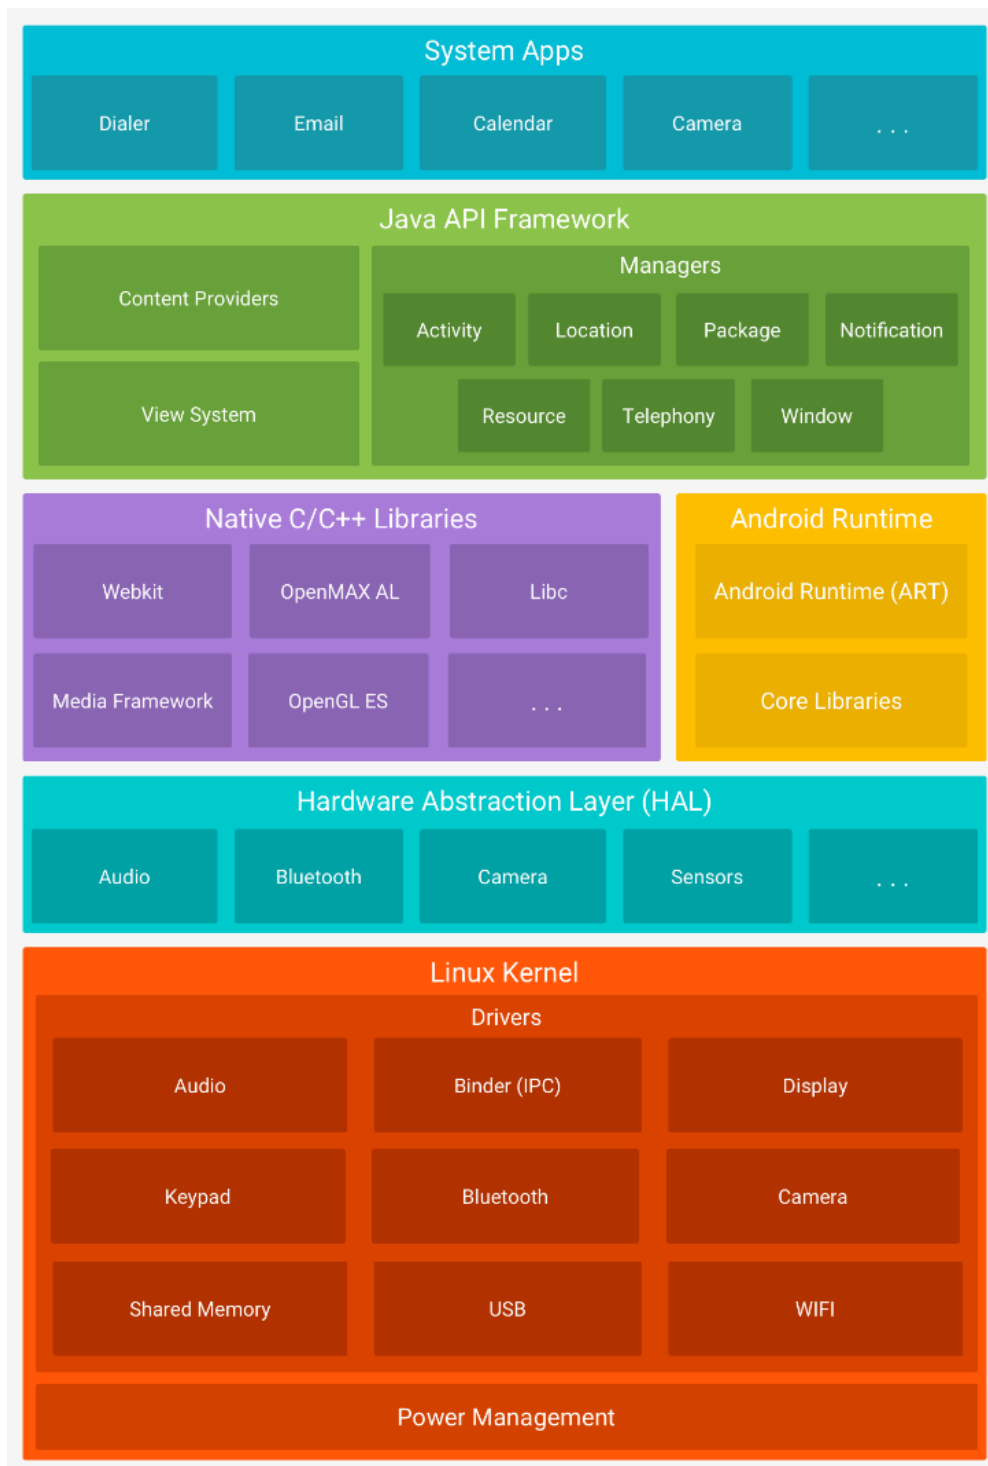 System Apps
Dialer
Email
Calendar
Camera
. . .
Java API Framework
Content Providers
View System
Managers
Activity
Location
Package
Notification
Resource
Telephony
Window
Native C/C++ Libraries
Webkit
OpenMAX AL
Libc
Media Framework
OpenGL ES
. . .
Android Runtime
Android Runtime (ART)
Core Libraries
Hardware Abstraction Layer (HAL)
Audio
Bluetooth
Camera
Sensors
. . .
Linux Kernel
Drivers
Audio
Binder (IPC)
Display
Keypad
Bluetooth
Camera
Shared Memory
USB
WIFI
Power Management